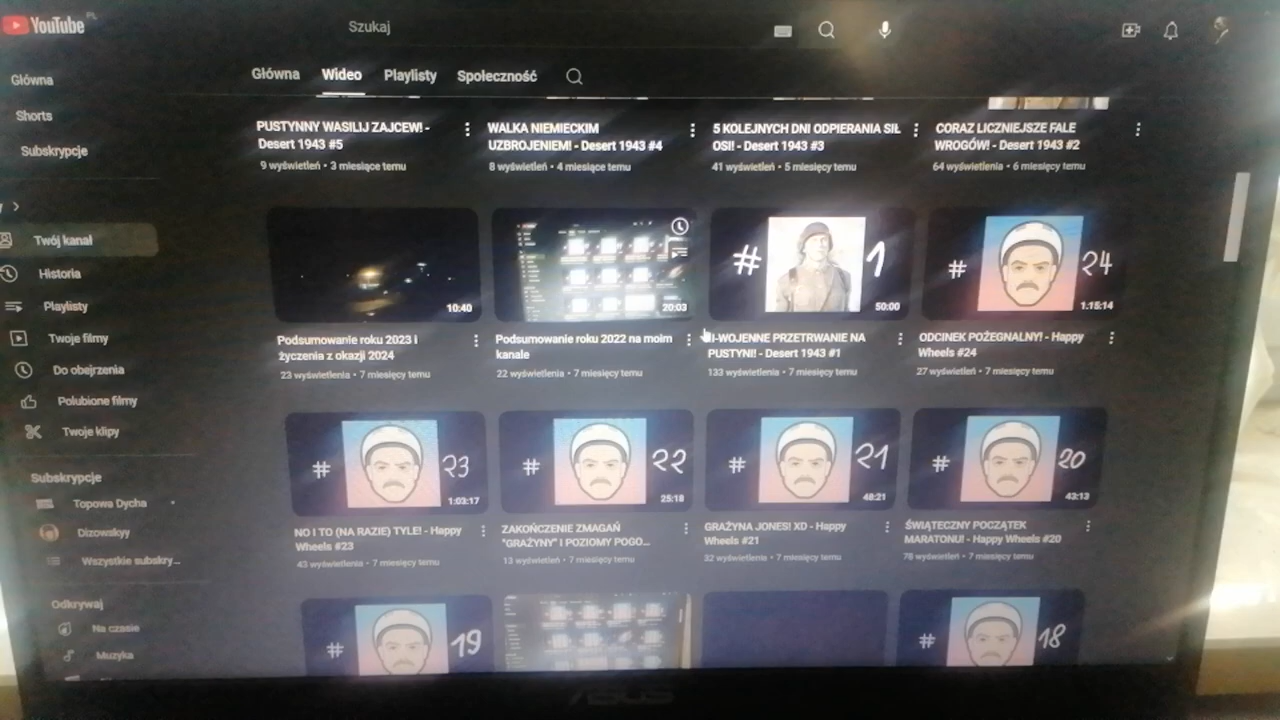 YouTube PL
Szukaj
Główna
Shorts
Subskrypcje
Twój kanał
Historia
Playlisty
Twoje filmy
Do obejrzenia
Polubione filmy
Twoje klipy
Subskrypcje
Topowa Dycha
Dizowskyy
Wszystkie subskry...
Odkrywaj
Na czasie
Muzyka
Główna Wideo Playlisty Społeczność
PUSTYNNY WASILIJ ZAJCEW! -
Desert 1943 #5
9 wyświetleń • 3 miesiące temu
WALKA NIEMIECKIM
UZBROJENIEM! - Desert 1943 #4
8 wyświetleń • 4 miesiące temu
5 KOLEJNYCH DNI ODPIERANIA SIŁ
OSI! - Desert 1943 #3
41 wyświetleń • 5 miesięcy temu
CORAZ LICZNIEJSZE FALE
WROGÓW! - Desert 1943 #2
64 wyświetlenia • 6 miesięcy temu
10:40
Podsumowanie roku 2023 i
życzenia z okazji 2024
23 wyświetlenia • 7 miesięcy temu
20:03
Podsumowanie roku 2022 na moim
kanale
22 wyświetlenia • 7 miesięcy temu
# 1
50:00
I-WOJENNE PRZETRWANIE NA
PUSTYNI! - Desert 1943 #1
133 wyświetlenia • 7 miesięcy temu
# 24
1:15:14
ODCINEK POŻEGNALNY! - Happy
Wheels #24
27 wyświetleń • 7 miesięcy temu
# 23
1:03:17
NO I TO (NA RAZIE) TYLE! - Happy
Wheels #23
43 wyświetlenia • 7 miesięcy temu
# 22
25:18
ZAKOŃCZENIE ZMAGAŃ
"GRAŻYNY" I POZIOMY POGO...
13 wyświetleń • 7 miesięcy temu
# 21
48:21
GRAŻYNA JONES! XD - Happy
Wheels #21
32 wyświetlenia • 7 miesięcy temu
# 20
43:13
ŚWIĄTECZNY POCZĄTEK
MARATONU! - Happy Wheels #20
78 wyświetleń • 7 miesięcy temu
# 19
# 18
ASUS